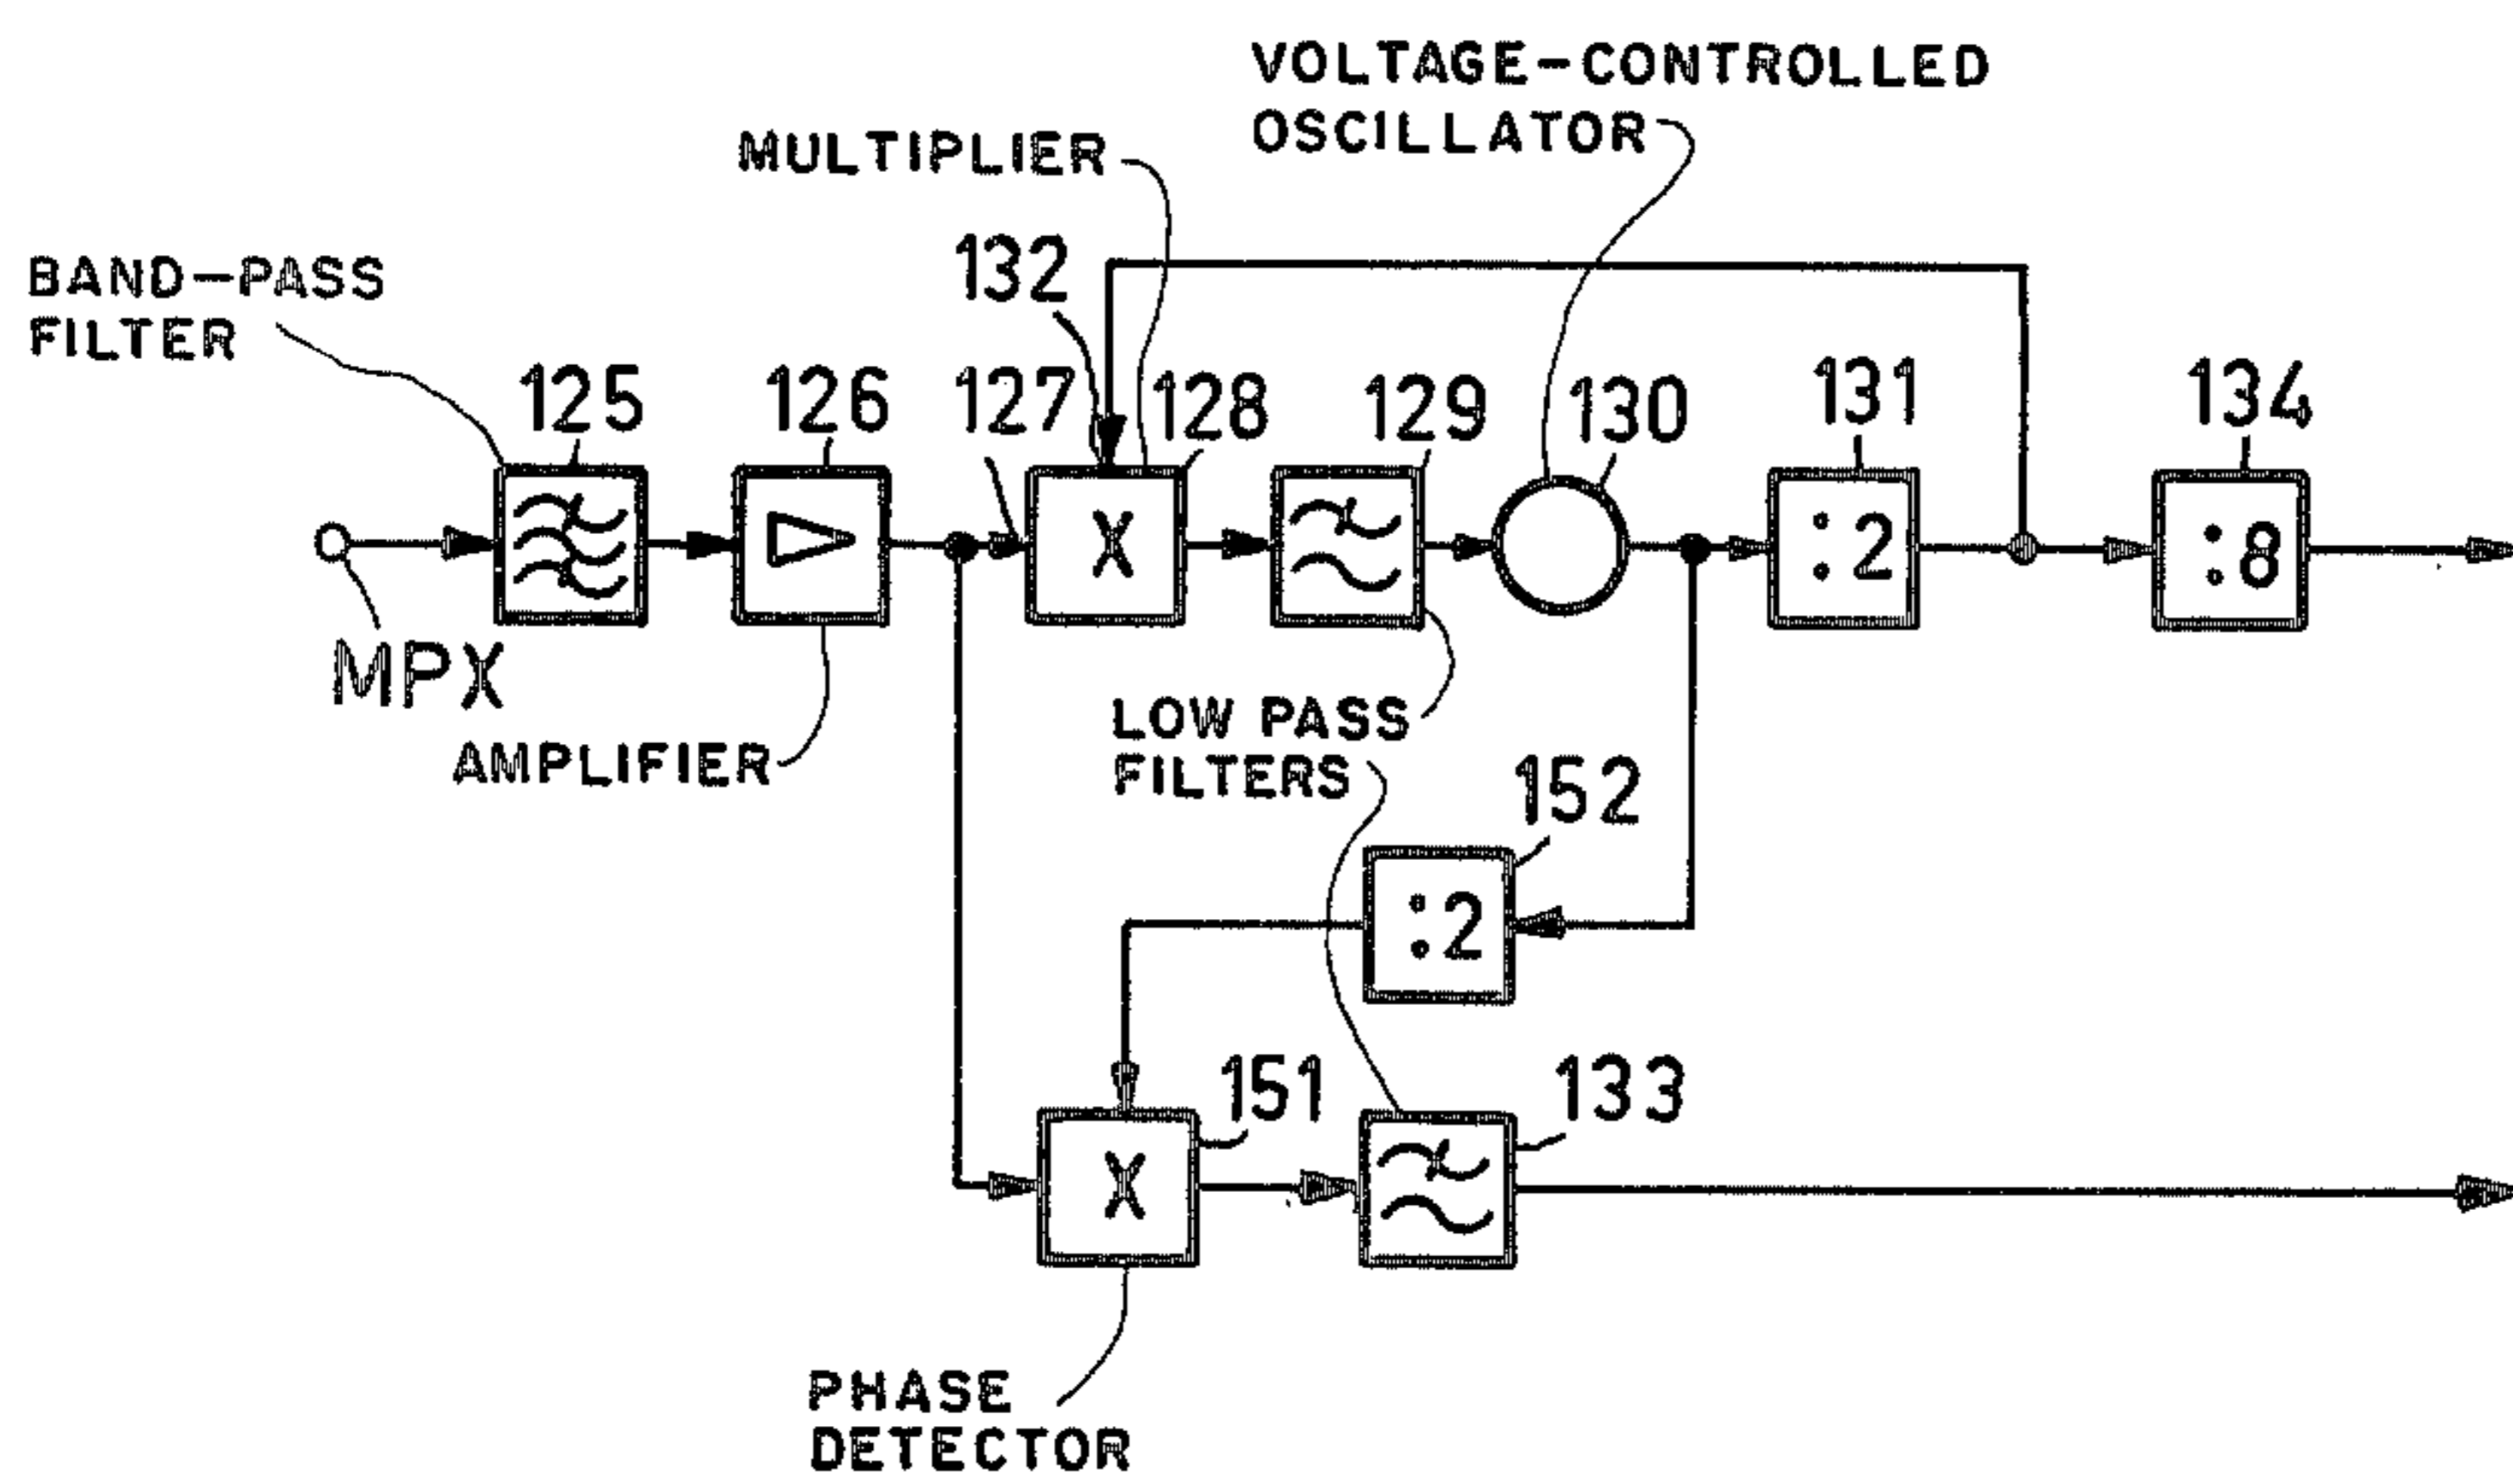 VOLTAGE-CONTROLLED
OSCILLATOR
MULTIPLIER
132
BAND-PASS
FILTER
125
126
127
128
129
130
131
134
X
:2
:8
MPX
AMPLIFIER
LOW PASS
FILTERS
152
:2
151
133
X
PHASE
DETECTOR